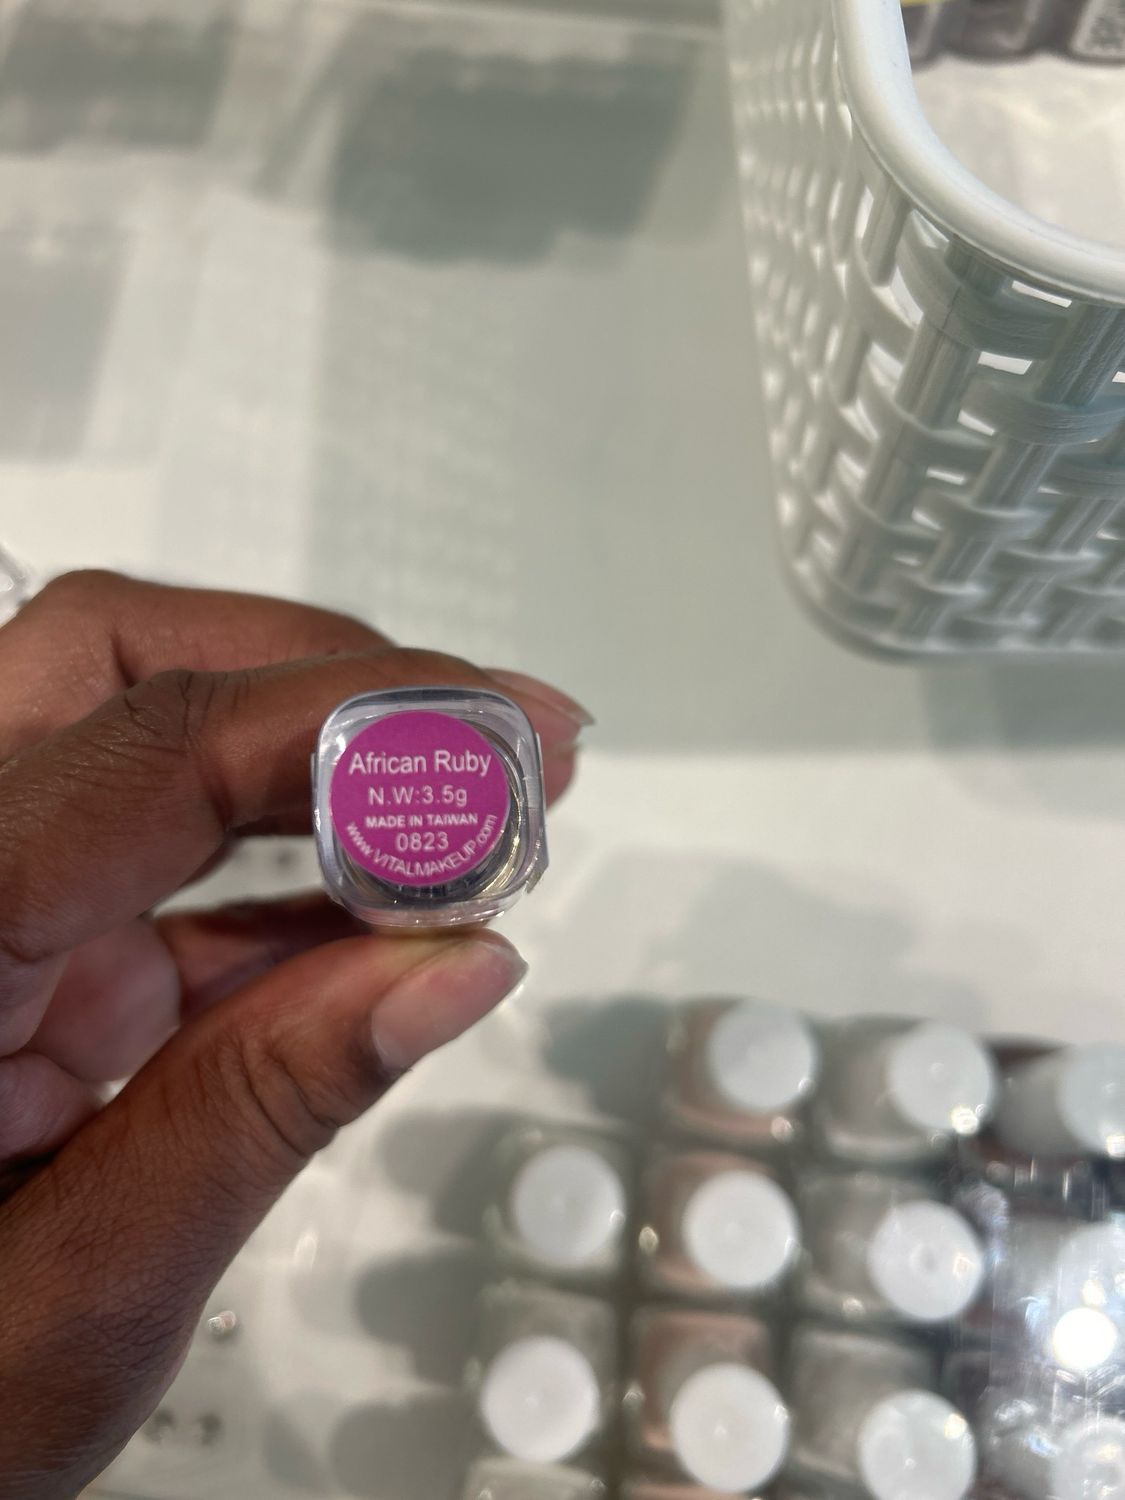 African Ruby
N.W:3.5g
MADE IN TAIWAN
0823
www.VITALMAKEUP.com